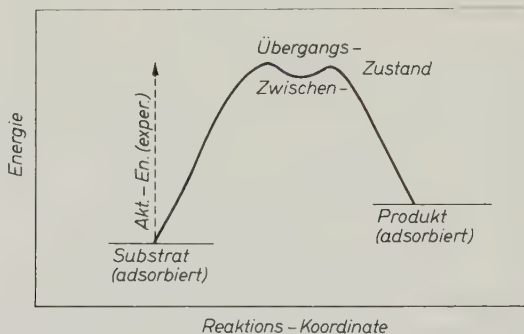 Übergangs-
Zustand
Zwischen-
Energie
Akt.-En. (exper.)
Substrat
(adsorbiert)
Produkt
(adsorbiert)
Reaktions-Koordinate